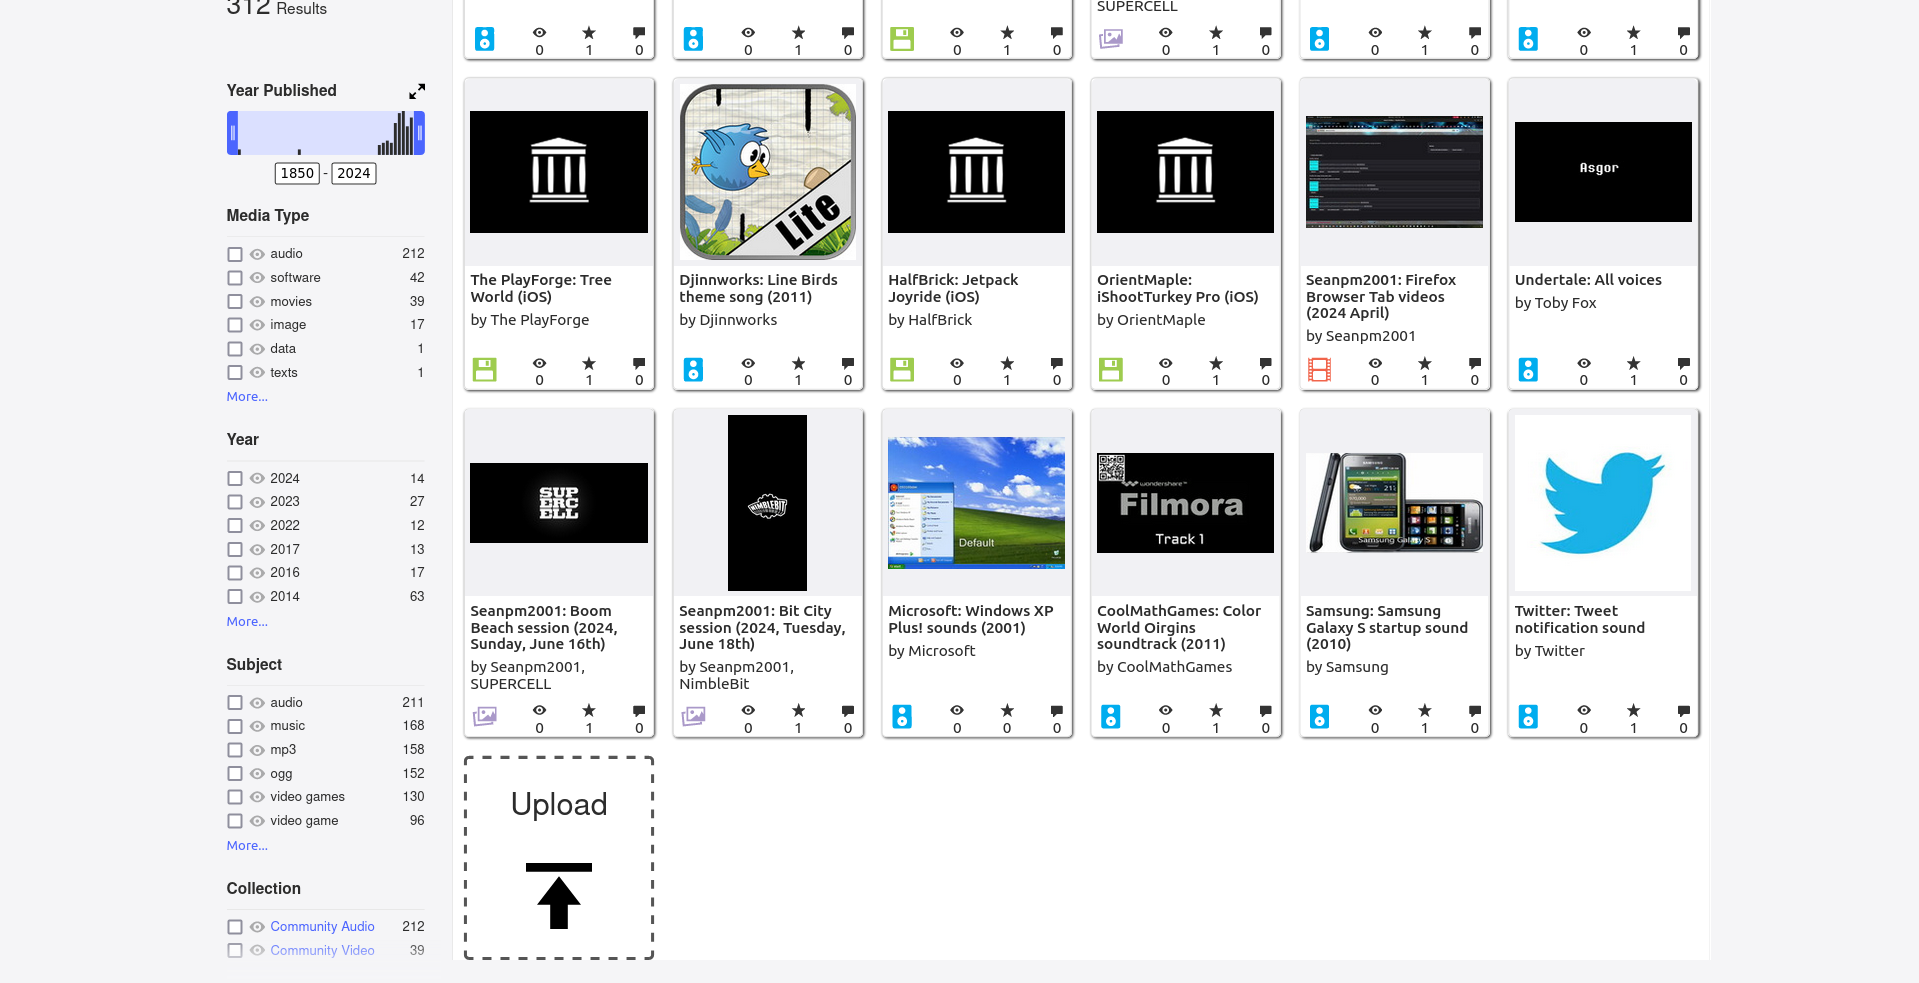 312 Results
SUPERCELL
0 1 0
0 1 0
0 1 0
0 1 0
0 1 0
0 1 0
Year Published
1850 - 2024
Media Type
audio 212
software 42
movies 39
image 17
data 1
texts 1
More...
Year
2024 14
2023 27
2022 12
2017 13
2016 17
2014 63
More...
Subject
audio 211
music 168
mp3 158
ogg 152
video games 130
video game 96
More...
Collection
Community Audio 212
Community Video 39
The PlayForge: Tree
World (iOS)
by The PlayForge
0 1 0
Lite
Djinnworks: Line Birds
theme song (2011)
by Djinnworks
0 1 0
HalfBrick: Jetpack
Joyride (iOS)
by HalfBrick
0 1 0
OrientMaple:
iShootTurkey Pro (iOS)
by OrientMaple
0 1 0
Seanpm2001: Firefox
Browser Tab videos
(2024 April)
by Seanpm2001
0 1 0
Asgor
Undertale: All voices
by Toby Fox
0 1 0
SUP
ERC
ELL
Seanpm2001: Boom
Beach session (2024,
Sunday, June 16th)
by Seanpm2001,
SUPERCELL
0 1 0
NIMBLEBIT
Seanpm2001: Bit City
session (2024, Tuesday,
June 18th)
by Seanpm2001,
NimbleBit
0 1 0
Default
Microsoft: Windows XP
Plus! sounds (2001)
by Microsoft
0 0 0
wondershare™
Filmora
Track 1
CoolMathGames: Color
World Oirgins
soundtrack (2011)
by CoolMathGames
0 1 0
Samsung Galaxy S
Samsung: Samsung
Galaxy S startup sound
(2010)
by Samsung
0 1 0
Twitter: Tweet
notification sound
by Twitter
0 1 0
Upload